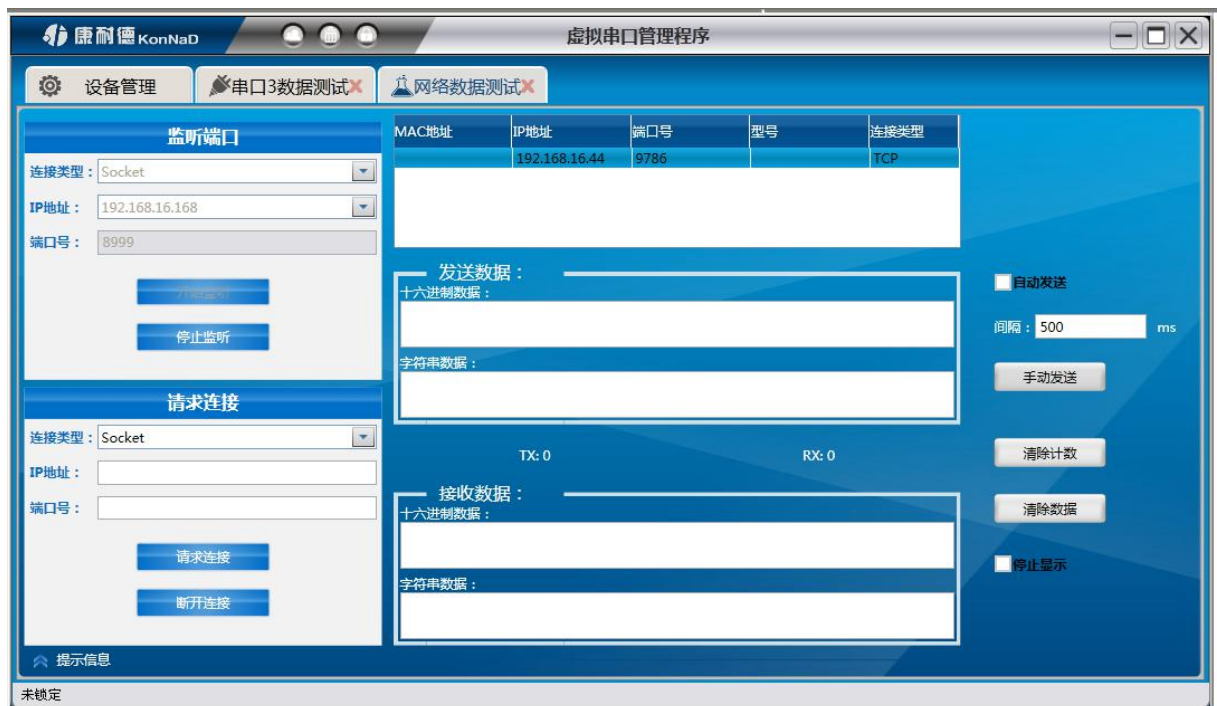 康耐德 KonNaD
虚拟串口管理程序
设备管理
串口3数据测试
网络数据测试
监听端口
连接类型：
Socket
IP地址：
192.168.16.168
端口号：
8999
停止监听
请求连接
连接类型：
Socket
IP地址：
端口号：
请求连接
断开连接
MAC地址 IP地址 端口号 型号 连接类型
192.168.16.44 9786 TCP
发送数据：
十六进制数据：
字符串数据：
TX: 0 RX: 0
接收数据：
十六进制数据：
字符串数据：
自动发送
间隔： 500 ms
手动发送
清除计数
清除数据
停止显示
提示信息
未锁定